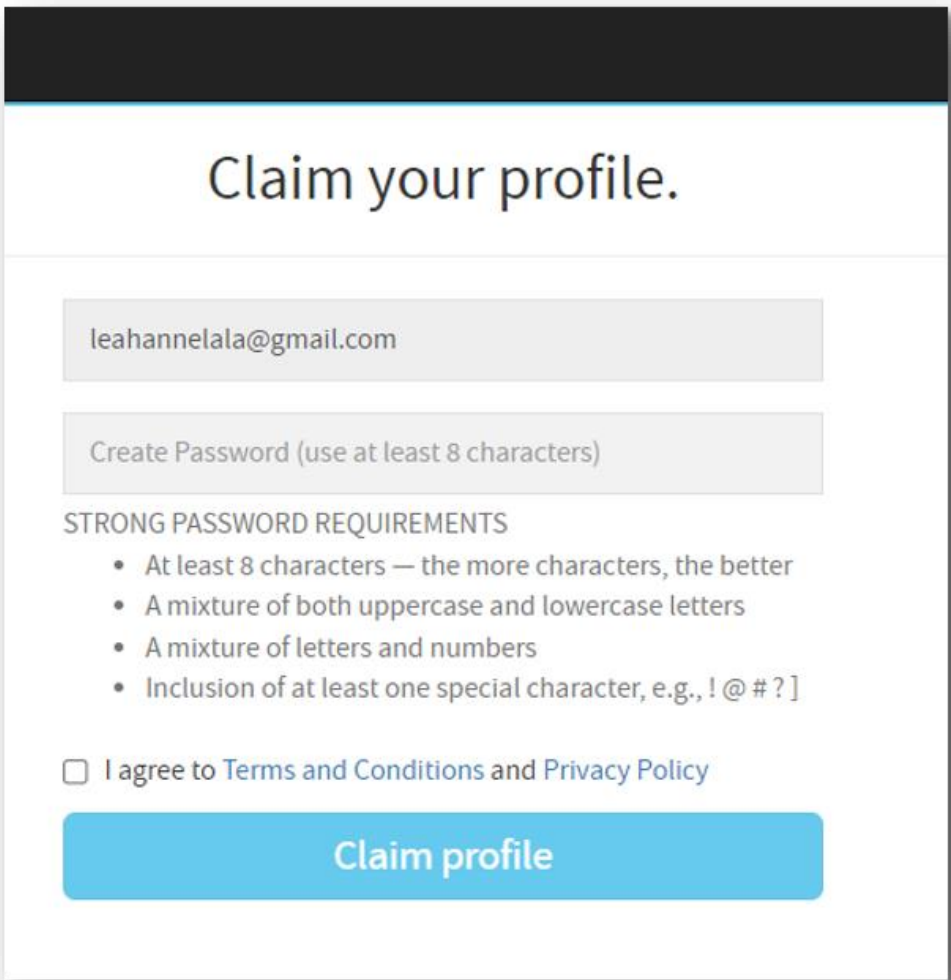 Claim your profile.
leahannelala@gmail.com
Create Password (use at least 8 characters)
STRONG PASSWORD REQUIREMENTS
• At least 8 characters — the more characters, the better
• A mixture of both uppercase and lowercase letters
• A mixture of letters and numbers
• Inclusion of at least one special character, e.g., ! @ # ? ]
I agree to Terms and Conditions and Privacy Policy
Claim profile